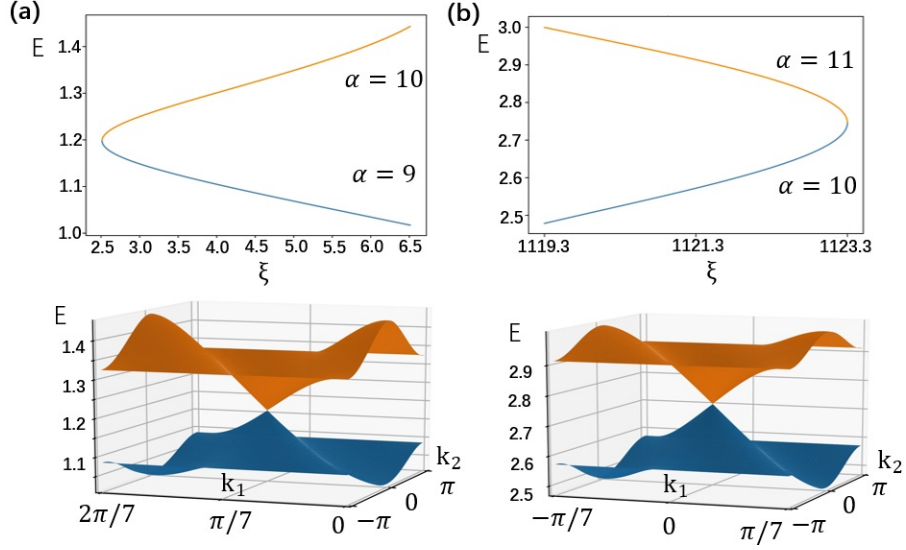 (a)
E
1.4
1.3
1.2
1.1
1.0
α = 10
α = 9
2.5 3.0 3.5 4.0 4.5 5.0 5.5 6.0 6.5
ξ
(b)
E
3.0
2.9
2.8
2.7
2.6
2.5
α = 11
α = 10
1119.3 1121.3 1123.3
ξ
E
1.4
1.3
1.2
1.1
k₁
k₂
2π/7 π/7 0
−π 0 π
E
2.9
2.8
2.7
2.6
2.5
k₁
k₂
−π/7 0 π/7
−π 0 π